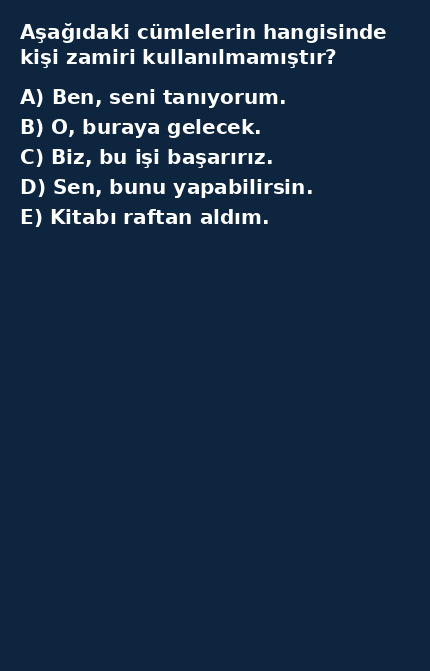 Aşağıdaki cümlelerin hangisinde
kişi zamiri kullanılmamıştır?
A) Ben, seni tanıyorum.
B) O, buraya gelecek.
C) Biz, bu işi başarırız.
D) Sen, bunu yapabilirsin.
E) Kitabı raftan aldım.